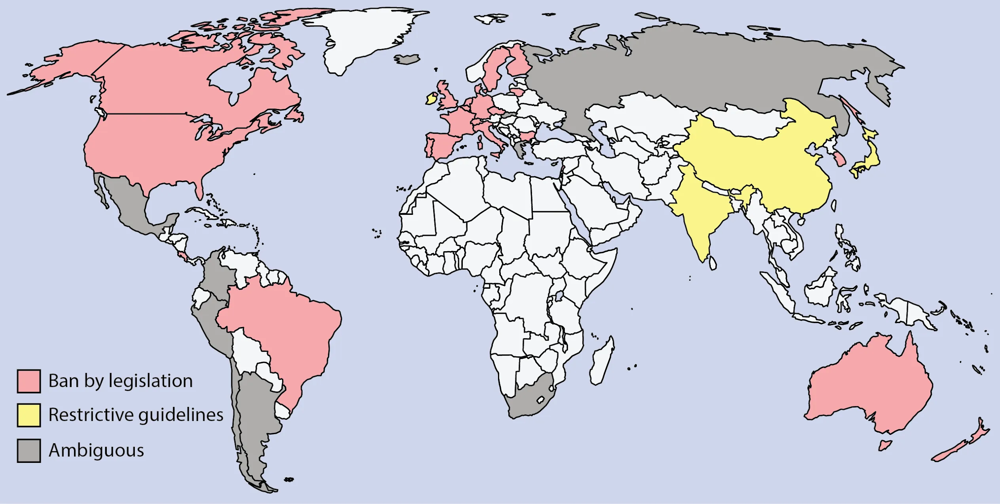 Ban by legislation
Restrictive guidelines
Ambiguous